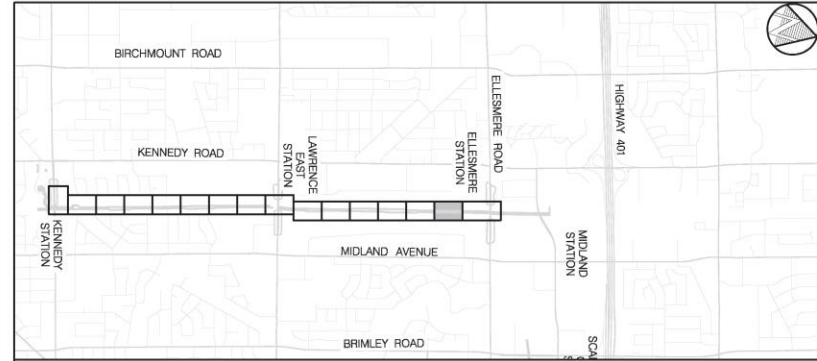 BIRCHMOUNT ROAD
KENNEDY ROAD
LAWRENCE
EAST
STATION
ELLESMERE
STATION
ELLESMERE ROAD
HIGHWAY 401
KENNEDY
STATION
MIDLAND AVENUE
MIDLAND
STATION
BRIMLEY ROAD